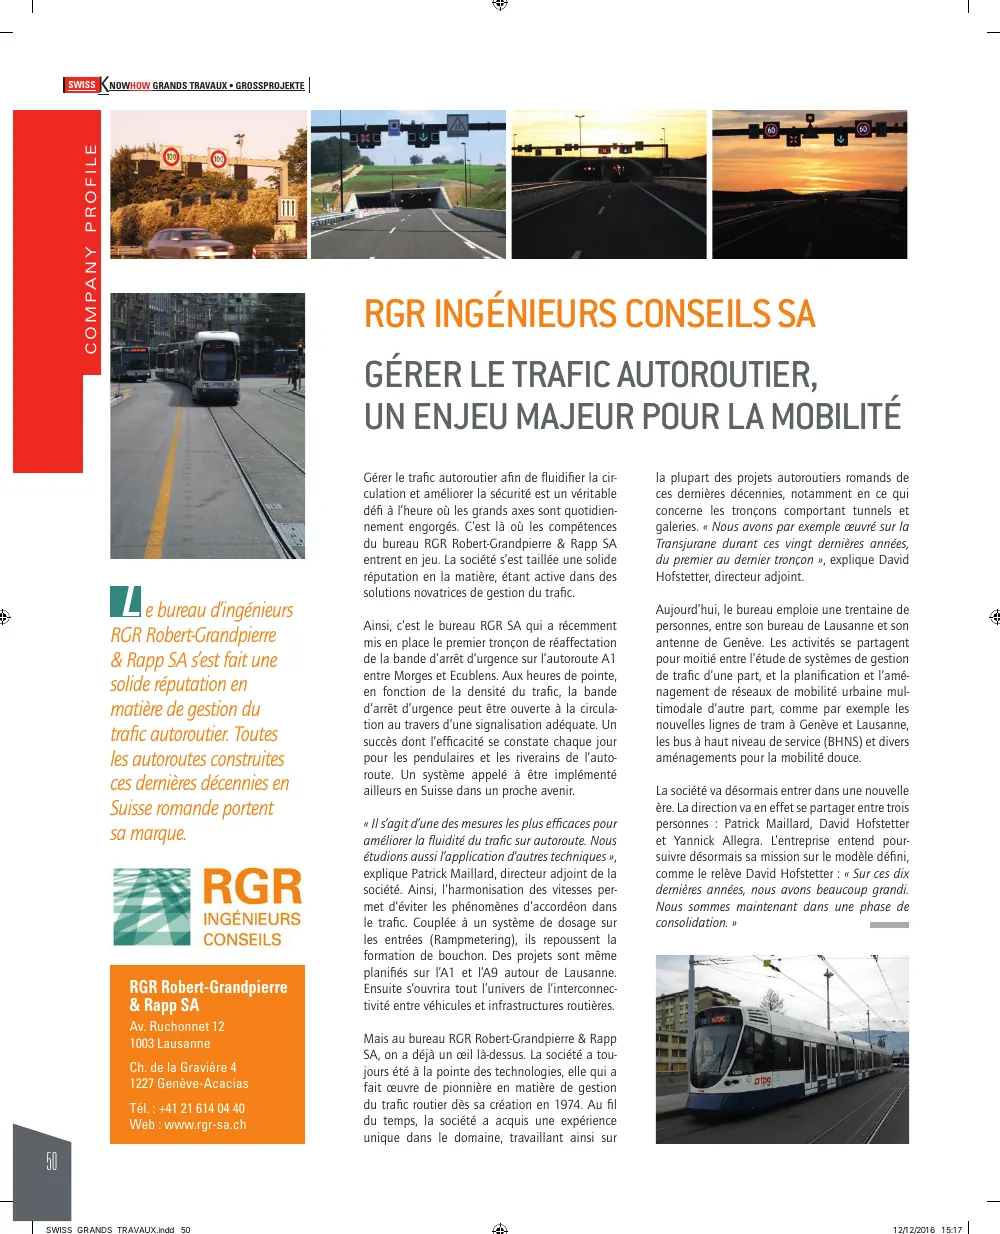 SWISS KNOWHOW GRANDS TRAVAUX • GROSSPROJEKTE
COMPANY PROFILE
100
100
60
60
RGR INGÉNIEURS CONSEILS SA
GÉRER LE TRAFIC AUTOROUTIER,
UN ENJEU MAJEUR POUR LA MOBILITÉ
Le bureau d'ingénieurs
RGR Robert-Grandpierre
& Rapp SA s'est fait une
solide réputation en
matière de gestion du
trafic autoroutier. Toutes
les autoroutes construites
ces dernières décennies en
Suisse romande portent
sa marque.
RGR
INGÉNIEURS
CONSEILS
RGR Robert-Grandpierre
& Rapp SA
Av. Ruchonnet 12
1003 Lausanne
Ch. de la Gravière 4
1227 Genève-Acacias
Tél. : +41 21 614 04 40
Web : www.rgr-sa.ch
Gérer le trafic autoroutier afin de fluidifier la cir-
culation et améliorer la sécurité est un véritable
défi à l'heure où les grands axes sont quotidien-
nement engorgés. C'est là où les compétences
du bureau RGR Robert-Grandpierre & Rapp SA
entrent en jeu. La société s'est taillée une solide
réputation en la matière, étant active dans des
solutions novatrices de gestion du trafic.
Ainsi, c'est le bureau RGR SA qui a récemment
mis en place le premier tronçon de réaffectation
de la bande d'arrêt d'urgence sur l'autoroute A1
entre Morges et Ecublens. Aux heures de pointe,
en fonction de la densité du trafic, la bande
d'arrêt d'urgence peut être ouverte à la circula-
tion au travers d'une signalisation adéquate. Un
succès dont l'efficacité se constate chaque jour
pour les pendulaires et les riverains de l'auto-
route. Un système appelé à être implémenté
ailleurs en Suisse dans un proche avenir.
« Il s'agit d'une des mesures les plus efficaces pour
améliorer la fluidité du trafic sur autoroute. Nous
étudions aussi l'application d'autres techniques »,
explique Patrick Maillard, directeur adjoint de la
société. Ainsi, l'harmonisation des vitesses per-
met d'éviter les phénomènes d'accordéon dans
le trafic. Couplée à un système de dosage sur
les entrées (Rampmetering), ils repoussent la
formation de bouchon. Des projets sont même
planifiés sur l'A1 et l'A9 autour de Lausanne.
Ensuite s'ouvrira tout l'univers de l'interconnec-
tivité entre véhicules et infrastructures routières.
Mais au bureau RGR Robert-Grandpierre & Rapp
SA, on a déjà un œil là-dessus. La société a tou-
jours été à la pointe des technologies, elle qui a
fait œuvre de pionnière en matière de gestion
du trafic routier dès sa création en 1974. Au fil
du temps, la société a acquis une expérience
unique dans le domaine, travaillant ainsi sur
la plupart des projets autoroutiers romands de
ces dernières décennies, notamment en ce qui
concerne les tronçons comportant tunnels et
galeries. « Nous avons par exemple œuvré sur la
Transjurane durant ces vingt dernières années,
du premier au dernier tronçon », explique David
Hofstetter, directeur adjoint.
Aujourd'hui, le bureau emploie une trentaine de
personnes, entre son bureau de Lausanne et son
antenne de Genève. Les activités se partagent
pour moitié entre l'étude de systèmes de gestion
de trafic d'une part, et la planification et l'amé-
nagement de réseaux de mobilité urbaine mul-
timodale d'autre part, comme par exemple les
nouvelles lignes de tram à Genève et Lausanne,
les bus à haut niveau de service (BHNS) et divers
aménagements pour la mobilité douce.
La société va désormais entrer dans une nouvelle
ère. La direction va en effet se partager entre trois
personnes : Patrick Maillard, David Hofstetter
et Yannick Allegra. L'entreprise entend pour-
suivre désormais sa mission sur le modèle défini,
comme le relève David Hofstetter : « Sur ces dix
dernières années, nous avons beaucoup grandi.
Nous sommes maintenant dans une phase de
consolidation. »
tpg
50
SWISS GRANDS TRAVAUX.indd 50
12/12/2016 15:17